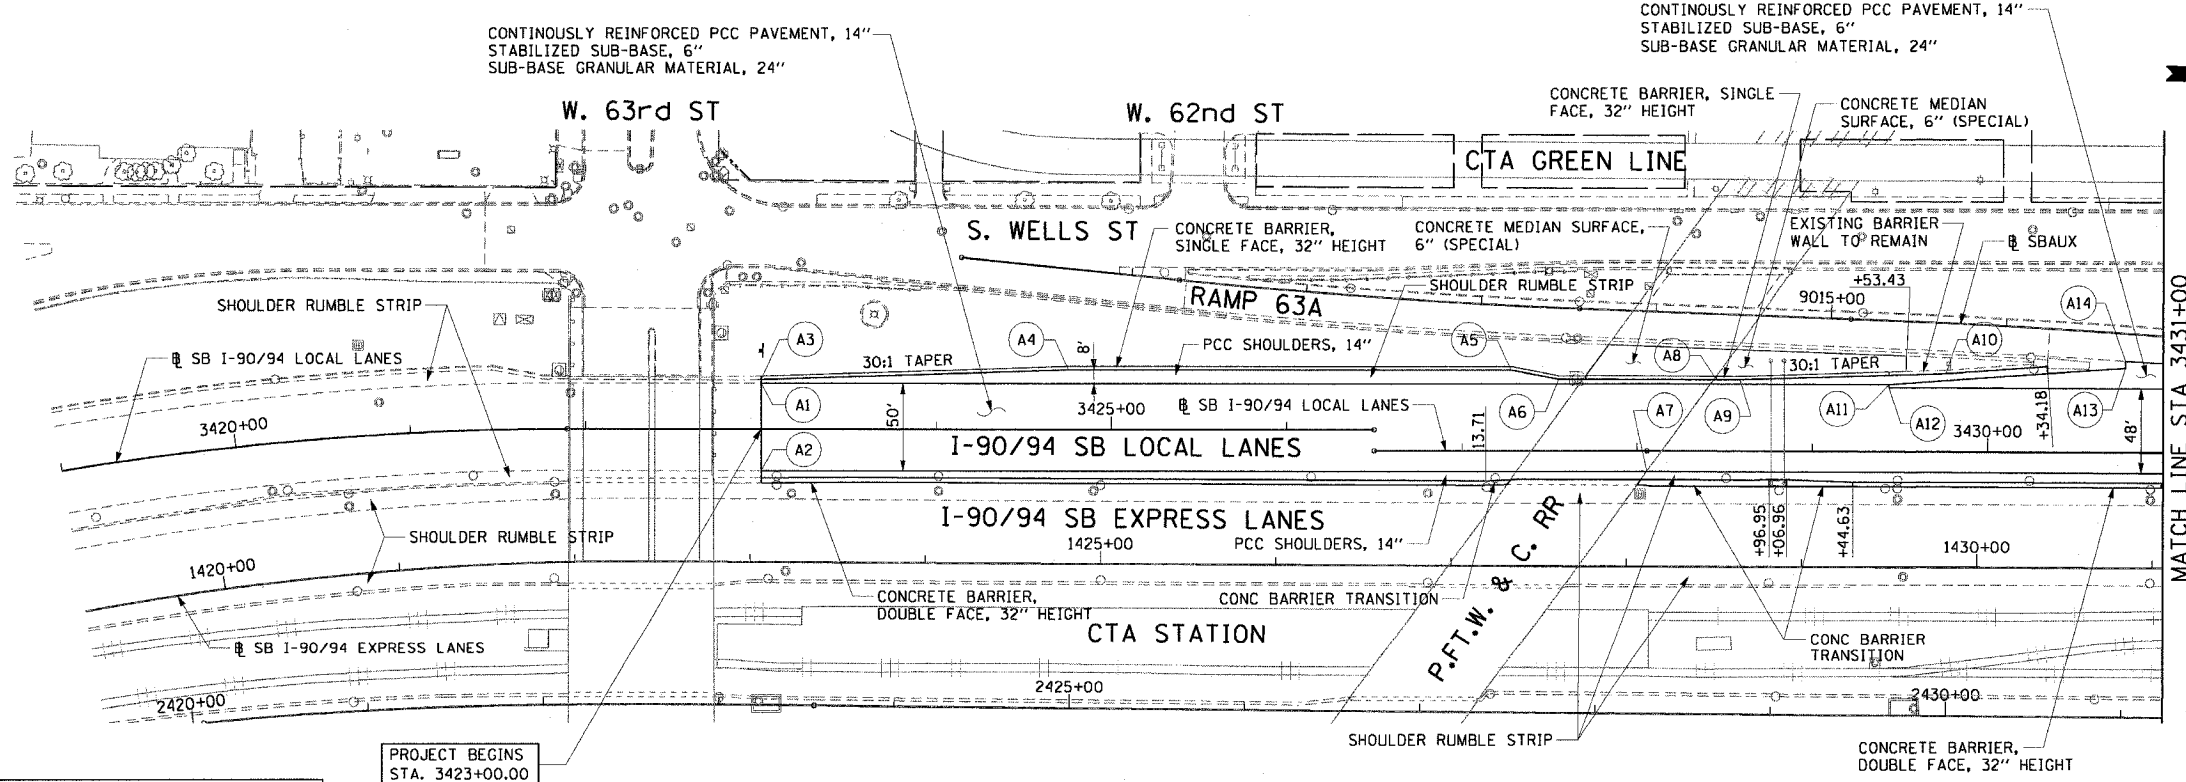 CONTINOUSLY REINFORCED PCC PAVEMENT, 14"
STABILIZED SUB-BASE, 6"
SUB-BASE GRANULAR MATERIAL, 24"
CONTINOUSLY REINFORCED PCC PAVEMENT, 14"
STABILIZED SUB-BASE, 6"
SUB-BASE GRANULAR MATERIAL, 24"
W. 63rd ST
W. 62nd ST
CONCRETE BARRIER, SINGLE
FACE, 32" HEIGHT
CONCRETE MEDIAN
SURFACE, 6" (SPECIAL)
CTA GREEN LINE
S. WELLS ST
CONCRETE BARRIER,
SINGLE FACE, 32" HEIGHT
CONCRETE MEDIAN SURFACE,
6" (SPECIAL)
EXISTING BARRIER
WALL TO REMAIN
℄ SBAUX
+53.43
9015+00
RAMP 63A
SHOULDER RUMBLE STRIP
SHOULDER RUMBLE STRIP
A14
A3
A4
A5
A8
A10
8'
30:1 TAPER
PCC SHOULDERS, 14"
30:1 TAPER
℄ SB I-90/94 LOCAL LANES
A1
50'
3425+00
℄ SB I-90/94 LOCAL LANES
A6
A7
A9
A11
A12
A13
13.71
3420+00
3430+00
+34.18
48'
A2
I-90/94 SB LOCAL LANES
MATCH LINE STA 3431+00
I-90/94 SB EXPRESS LANES
SHOULDER RUMBLE STRIP
1425+00
PCC SHOULDERS, 14"
P.FT.W. & C. RR
+96.95
+06.96
+44.63
1430+00
1420+00
CONCRETE BARRIER,
DOUBLE FACE, 32" HEIGHT
CONC BARRIER TRANSITION
CTA STATION
℄ SB I-90/94 EXPRESS LANES
CONC BARRIER
TRANSITION
2420+00
2425+00
2430+00
PROJECT BEGINS
STA. 3423+00.00
SHOULDER RUMBLE STRIP
CONCRETE BARRIER,
DOUBLE FACE, 32" HEIGHT